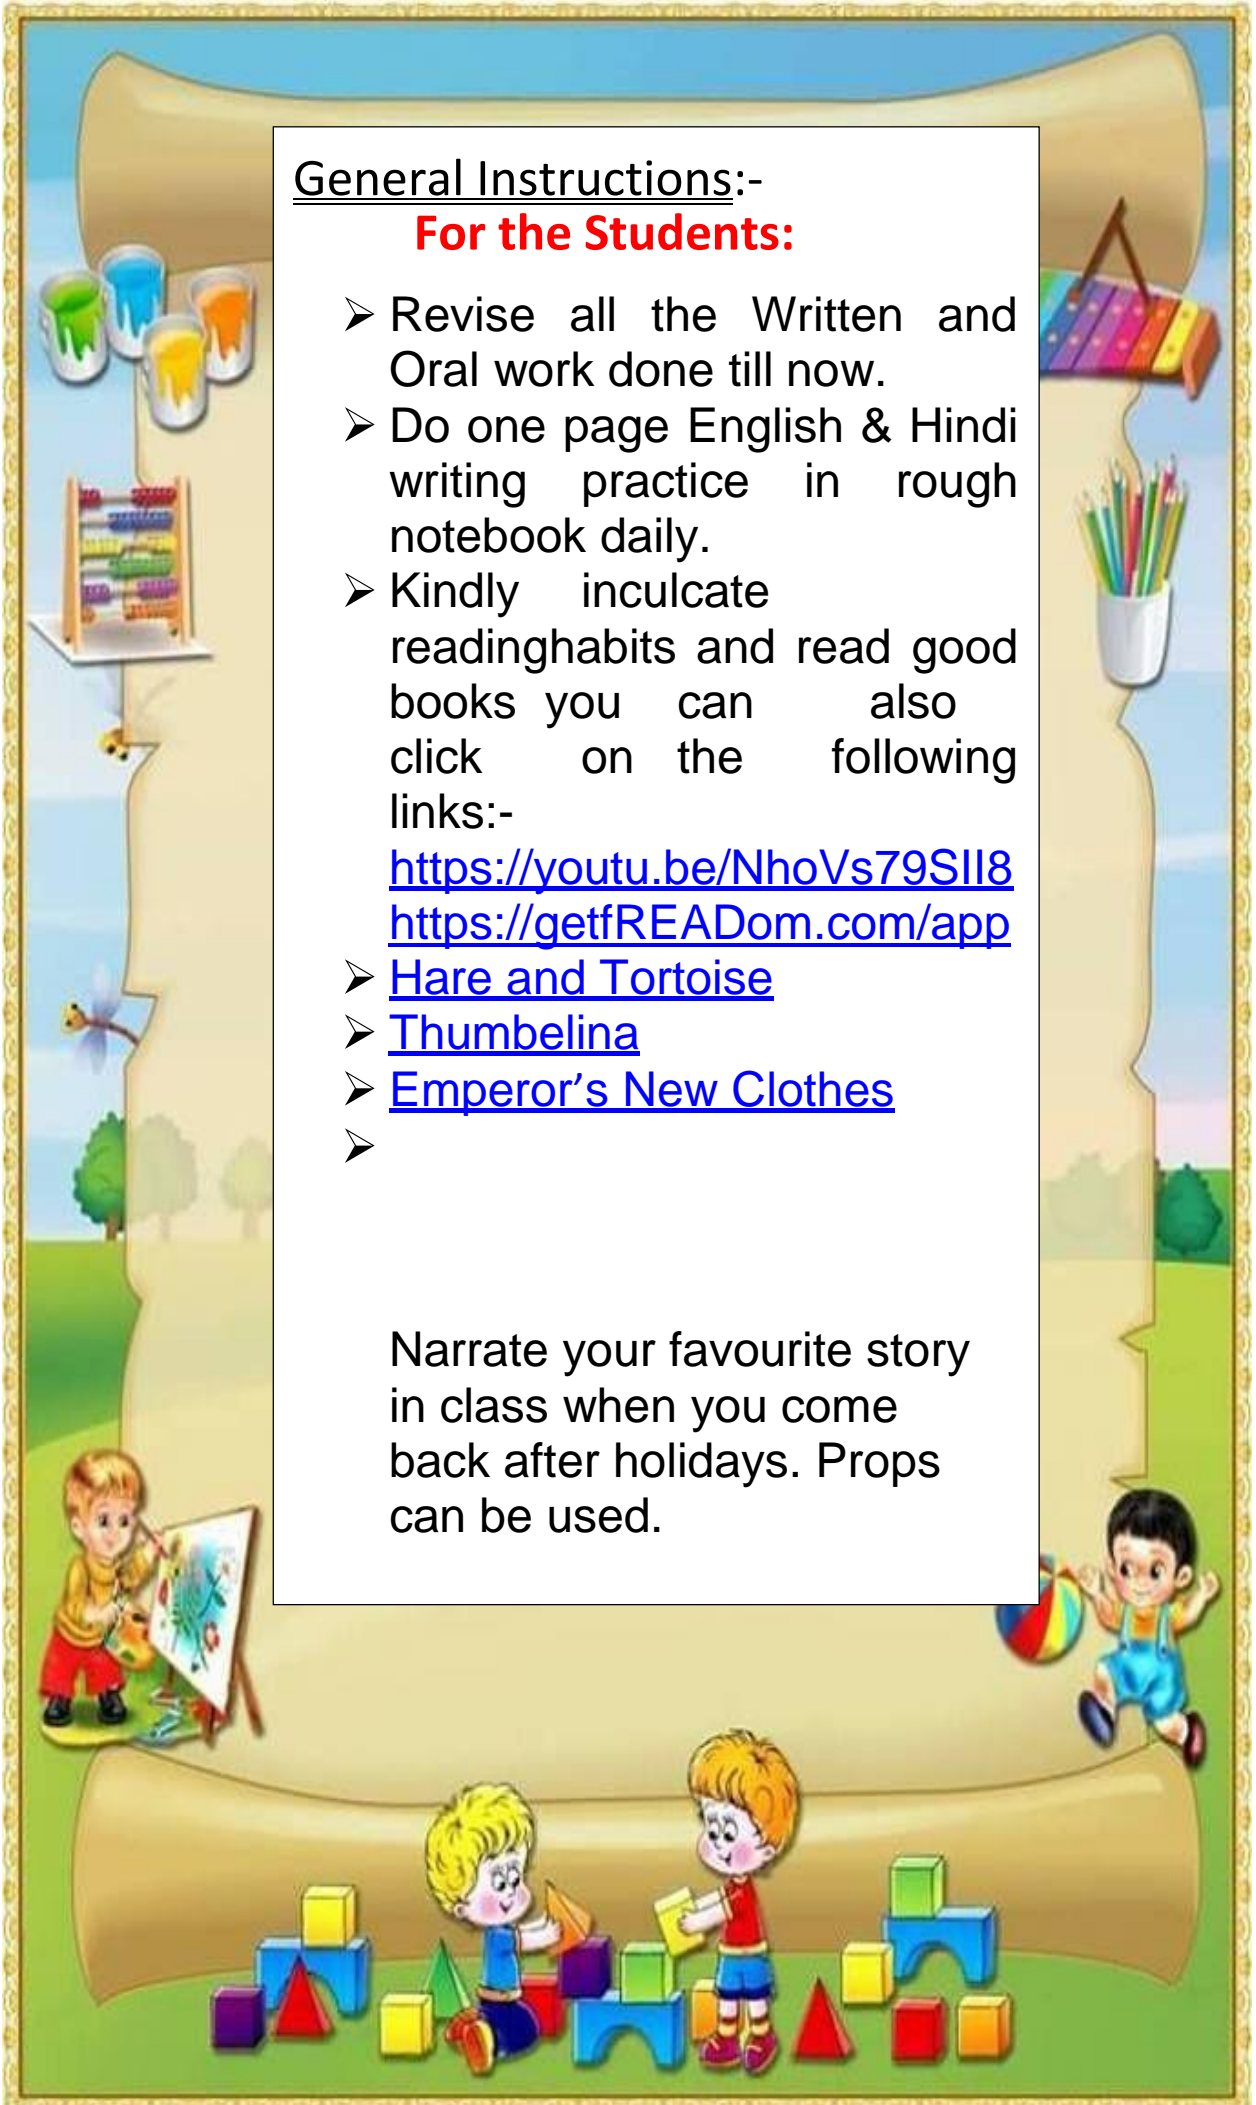 General Instructions:-
For the Students:
➢ Revise all the Written and
Oral work done till now.
➢ Do one page English & Hindi
writing practice in rough
notebook daily.
➢ Kindly inculcate
readinghabits and read good
books you can also
click on the following
links:-
https://youtu.be/NhoVs79SII8
https://getfREADom.com/app
➢ Hare and Tortoise
➢ Thumbelina
➢ Emperor’s New Clothes
➢
Narrate your favourite story
in class when you come
back after holidays. Props
can be used.